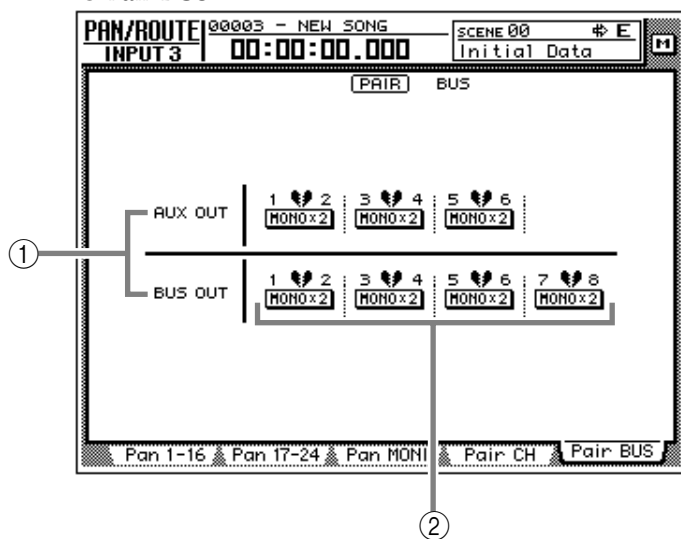 PAN/ROUTE 00003 - NEW SONG SCENE 00 E M
INPUT 3 00:00:00.000 Initial Data
PAIR BUS
AUX OUT 1 2 3 4 5 6
MONO×2 MONO×2 MONO×2
①
BUS OUT 1 2 3 4 5 6 7 8
MONO×2 MONO×2 MONO×2 MONO×2
Pan 1-16 Pan 17-24 Pan MONI Pair CH Pair BUS
②